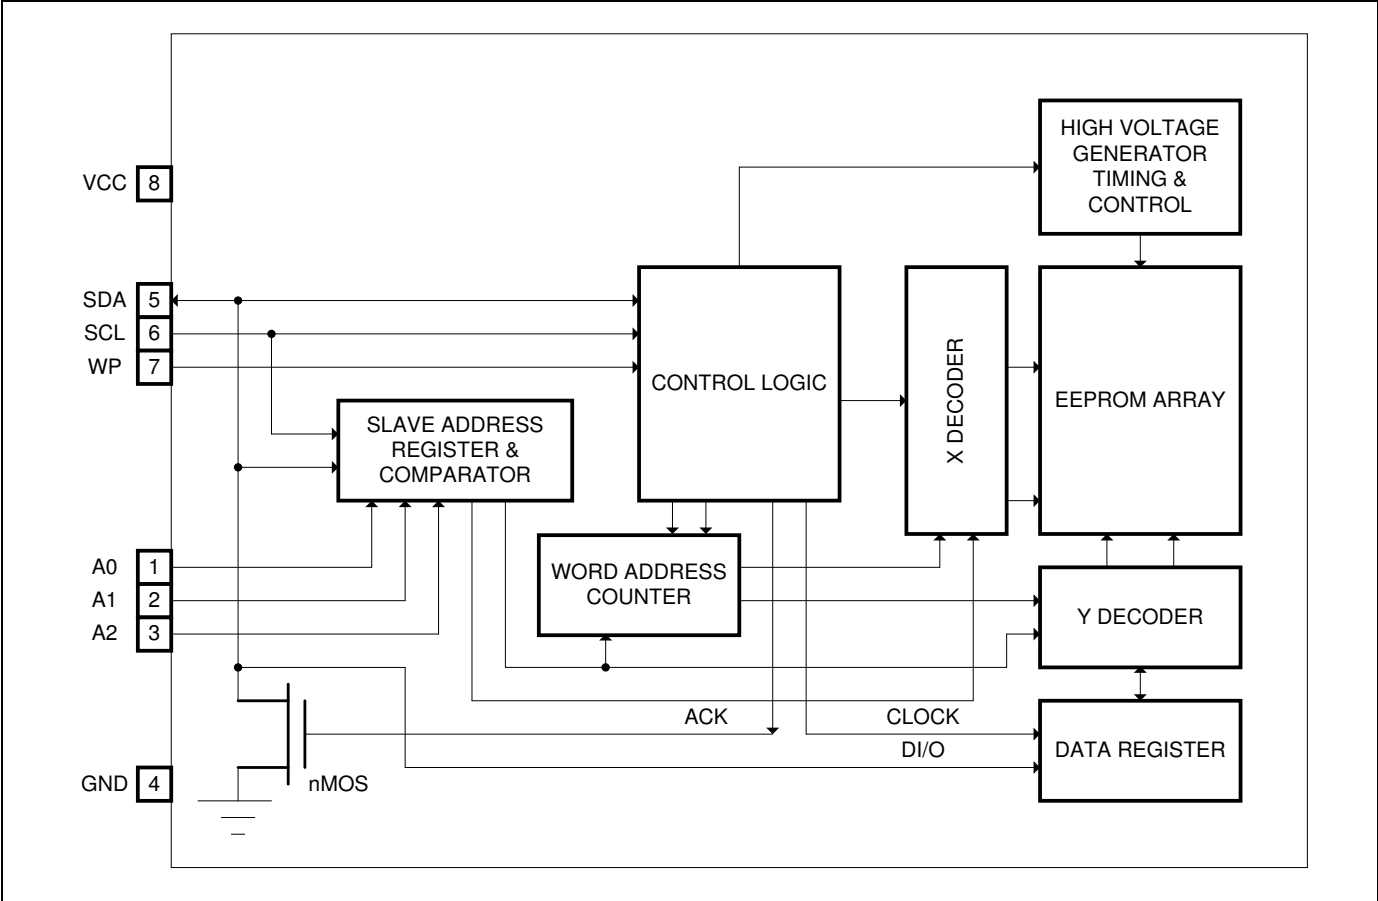 HIGH VOLTAGE
GENERATOR
TIMING &
CONTROL
VCC 8
SDA 5
SCL 6
WP 7
CONTROL LOGIC
X DECODER
EEPROM ARRAY
SLAVE ADDRESS
REGISTER &
COMPARATOR
A0 1
A1 2
A2 3
WORD ADDRESS
COUNTER
Y DECODER
ACK
CLOCK
DI/O
DATA REGISTER
GND 4
nMOS